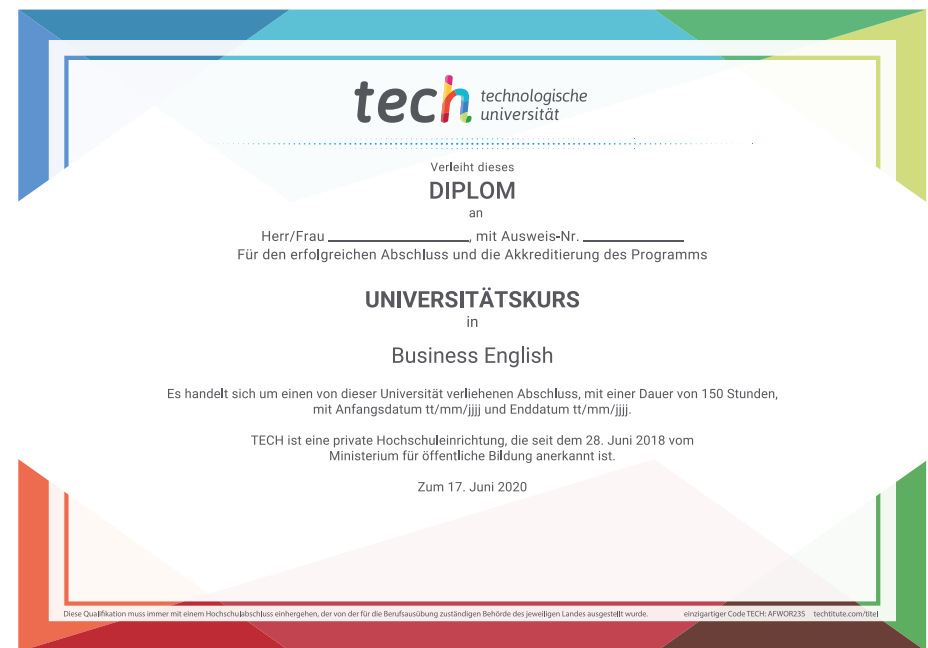 tech technologische
universität
Verleiht dieses
DIPLOM
an
Herr/Frau ____________________, mit Ausweis-Nr. ______________
Für den erfolgreichen Abschluss und die Akkreditierung des Programms
UNIVERSITÄTSKURS
in
Business English
Es handelt sich um einen von dieser Universität verliehenen Abschluss, mit einer Dauer von 150 Stunden,
mit Anfangsdatum tt/mm/jjjj und Enddatum tt/mm/jjjj.
TECH ist eine private Hochschuleinrichtung, die seit dem 28. Juni 2018 vom
Ministerium für öffentliche Bildung anerkannt ist.
Zum 17. Juni 2020
Diese Qualifikation muss immer mit einem Hochschulabschluss einhergehen, der von der für die Berufsausübung zuständigen Behörde des jeweiligen Landes ausgestellt wurde. einzigartiger Code TECH: AFWOR235 techtitute.com/titel